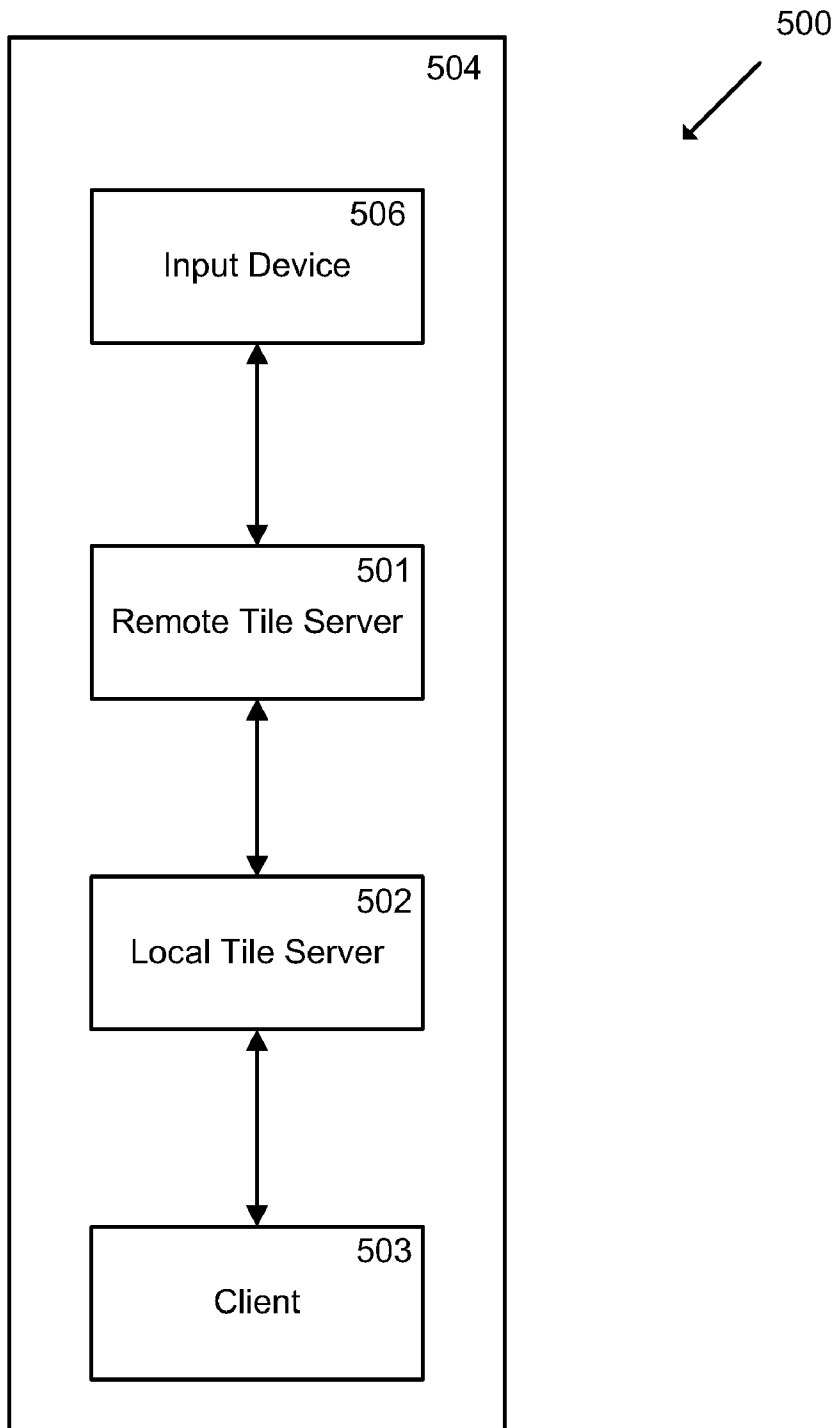 500
504
506
Input Device
501
Remote Tile Server
502
Local Tile Server
503
Client